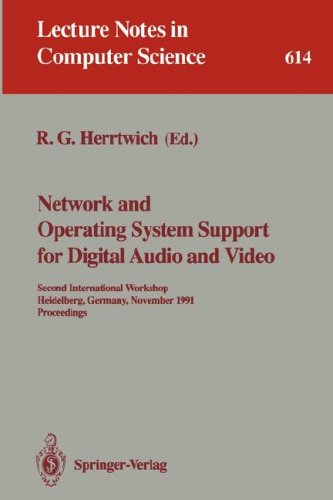 Lecture Notes in
Computer Science
614
R. G. Herrtwich (Ed.)
Network and
Operating System Support
for Digital Audio and Video
Second International Workshop
Heidelberg, Germany, November 1991
Proceedings
Springer-Verlag